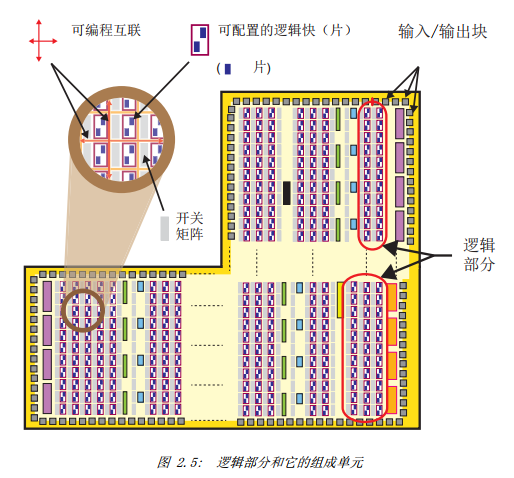 可编程互联
可配置的逻辑快（片）
(  片)
输入/输出块
开关
矩阵
逻辑
部分
图 2.5: 逻辑部分和它的组成单元